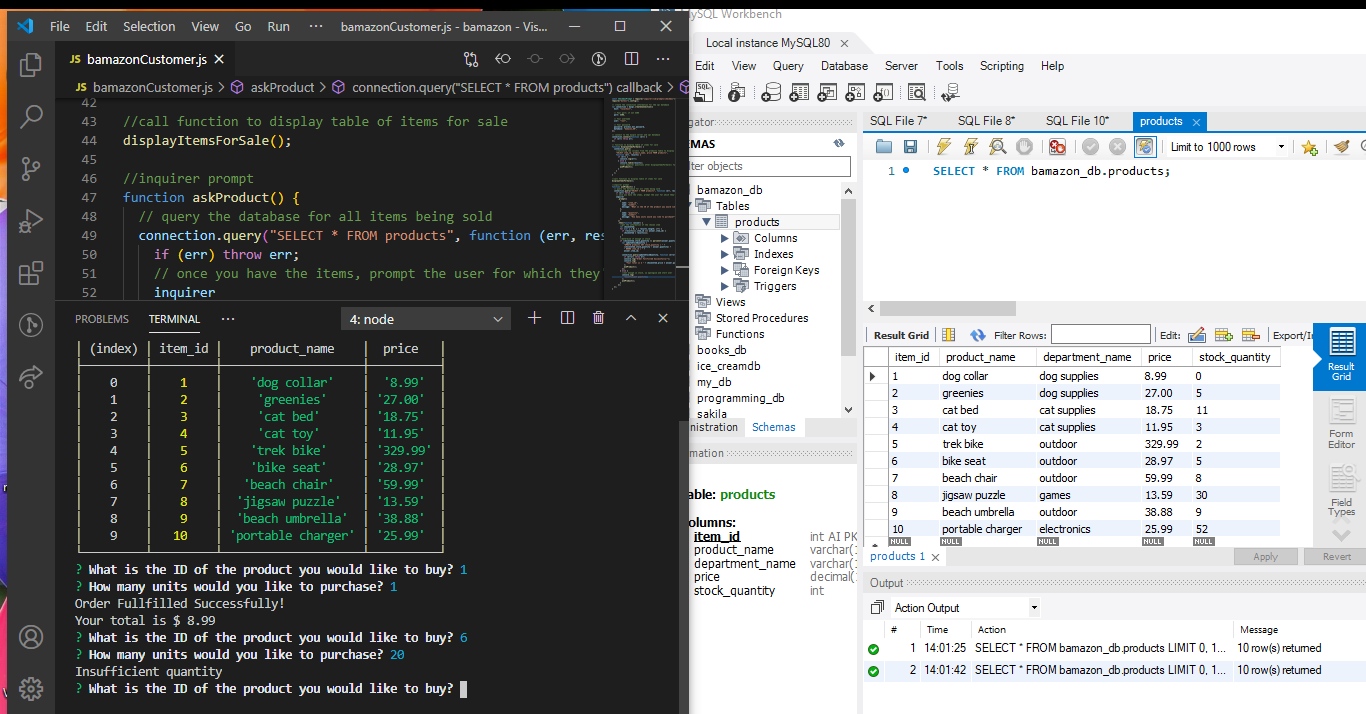 File Edit Selection View Go Run ··· bamazonCustomer.js - bamazon - Vis...
JS bamazonCustomer.js
JS bamazonCustomer.js > askProduct > connection.query("SELECT * FROM products") callback >
42
43 //call function to display table of items for sale
44 displayItemsForSale();
45
46 //inquirer prompt
47 function askProduct() {
48 // query the database for all items being sold
49 connection.query("SELECT * FROM products", function (err, res
50 if (err) throw err;
51 // once you have the items, prompt the user for which they
52 inquirer
PROBLEMS TERMINAL ··· 4: node
(index) item_id product_name price
0 1 'dog collar' '8.99'
1 2 'greenies' '27.00'
2 3 'cat bed' '18.75'
3 4 'cat toy' '11.95'
4 5 'trek bike' '329.99'
5 6 'bike seat' '28.97'
6 7 'beach chair' '59.99'
7 8 'jigsaw puzzle' '13.59'
8 9 'beach umbrella' '38.88'
9 10 'portable charger' '25.99'
? What is the ID of the product you would like to buy? 1
? How many units would you like to purchase? 1
Order Fullfilled Successfully!
Your total is $ 8.99
? What is the ID of the product you would like to buy? 6
? How many units would you like to purchase? 20
Insufficient quantity
? What is the ID of the product you would like to buy?
MySQL Workbench
Local instance MySQL80
Edit View Query Database Server Tools Scripting Help
gator
EMAS
lter objects
bamazon_db
Tables
products
Columns
Indexes
Foreign Keys
Triggers
Views
Stored Procedures
Functions
books_db
ice_creamdb
my_db
programming_db
sakila
nistration Schemas
mation
able: products
olumns:
item_id int AI PK
product_name varchar(
department_name varchar(
price decimal(
stock_quantity int
SQL File 7* SQL File 8* SQL File 10* products
Limit to 1000 rows
1 SELECT * FROM bamazon_db.products;
Result Grid Filter Rows: Edit: Export/I
item_id product_name department_name price stock_quantity
1 dog collar dog supplies 8.99 0
2 greenies dog supplies 27.00 5
3 cat bed cat supplies 18.75 11
4 cat toy cat supplies 11.95 3
5 trek bike outdoor 329.99 2
6 bike seat outdoor 28.97 5
7 beach chair outdoor 59.99 8
8 jigsaw puzzle games 13.59 30
9 beach umbrella outdoor 38.88 9
10 portable charger electronics 25.99 52
NULL NULL NULL NULL NULL
Result
Grid
Form
Editor
Field
Types
products 1 Apply Revert
Output
Action Output
# Time Action Message
1 14:01:25 SELECT * FROM bamazon_db.products LIMIT 0, 1... 10 row(s) returned
2 14:01:42 SELECT * FROM bamazon_db.products LIMIT 0, 1... 10 row(s) returned